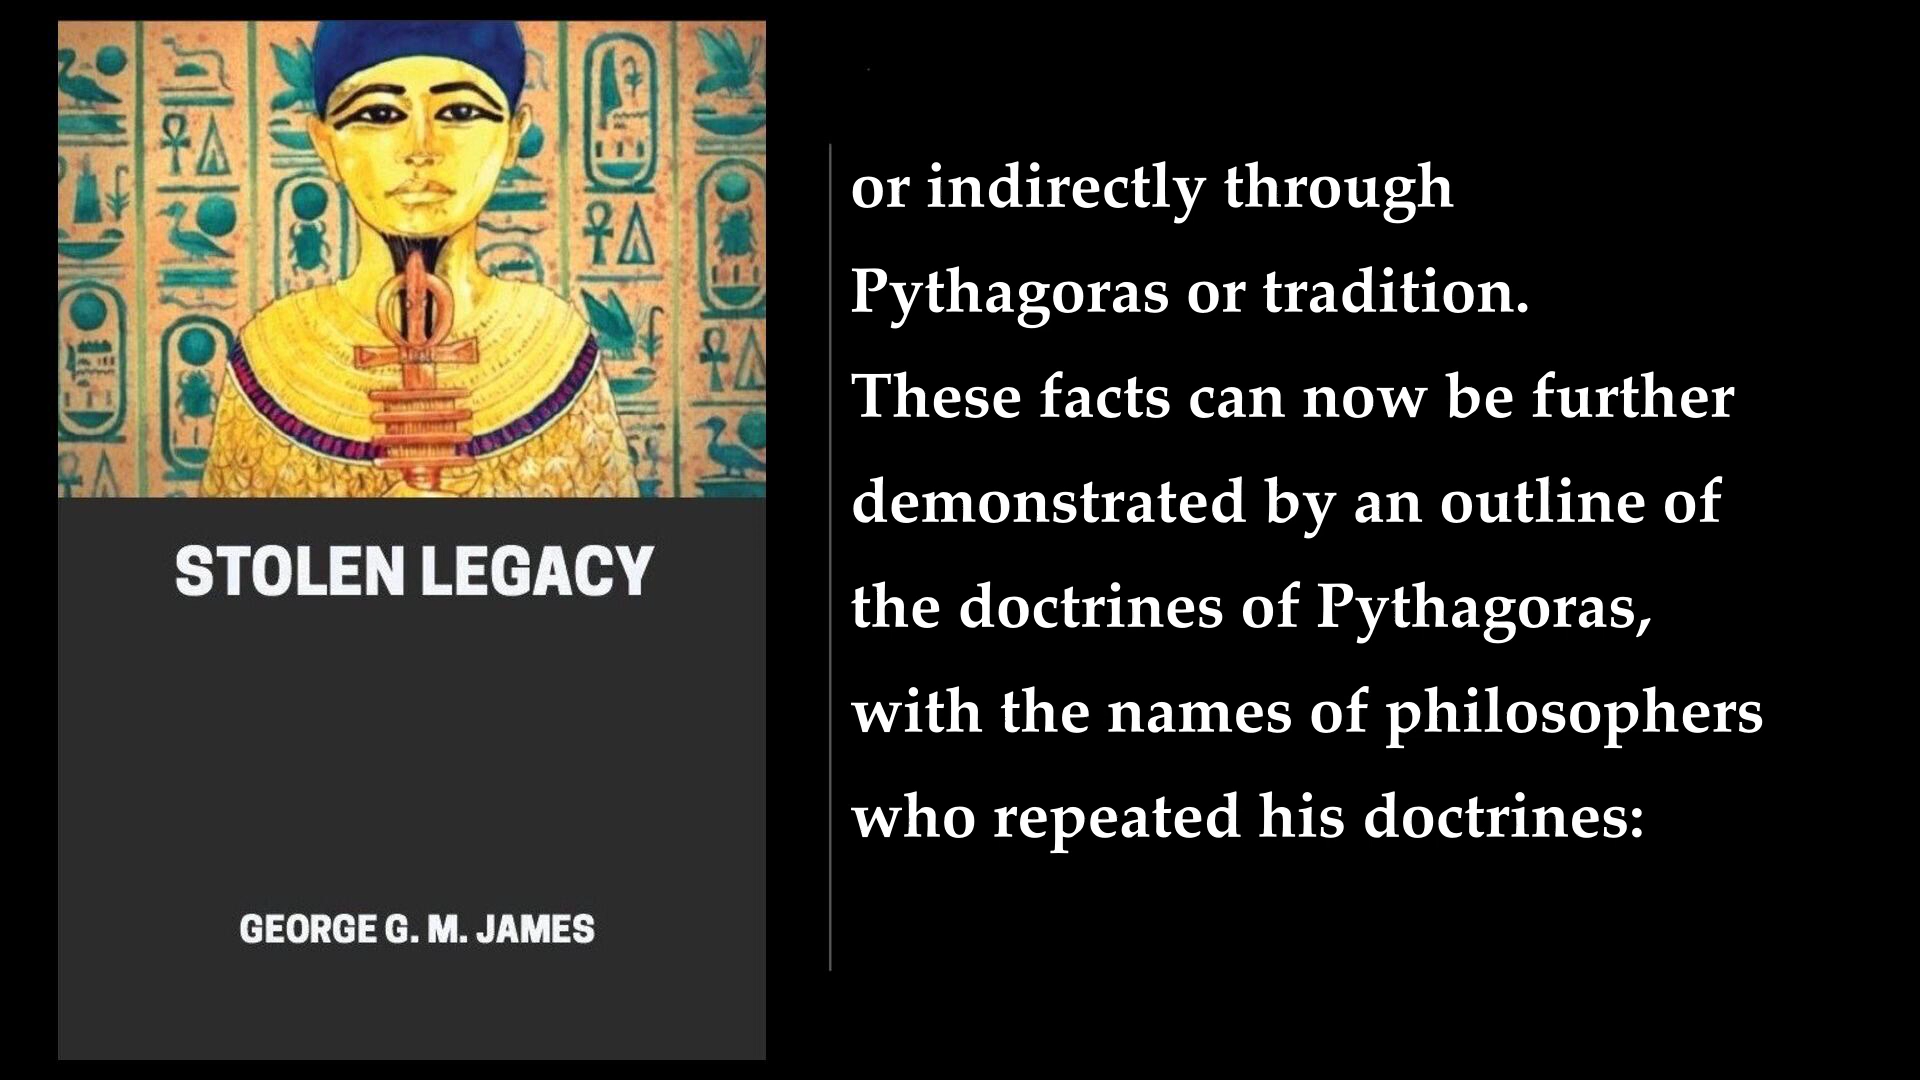 STOLEN LEGACY
GEORGE G. M. JAMES
or indirectly through
Pythagoras or tradition.
These facts can now be further
demonstrated by an outline of
the doctrines of Pythagoras,
with the names of philosophers
who repeated his doctrines: